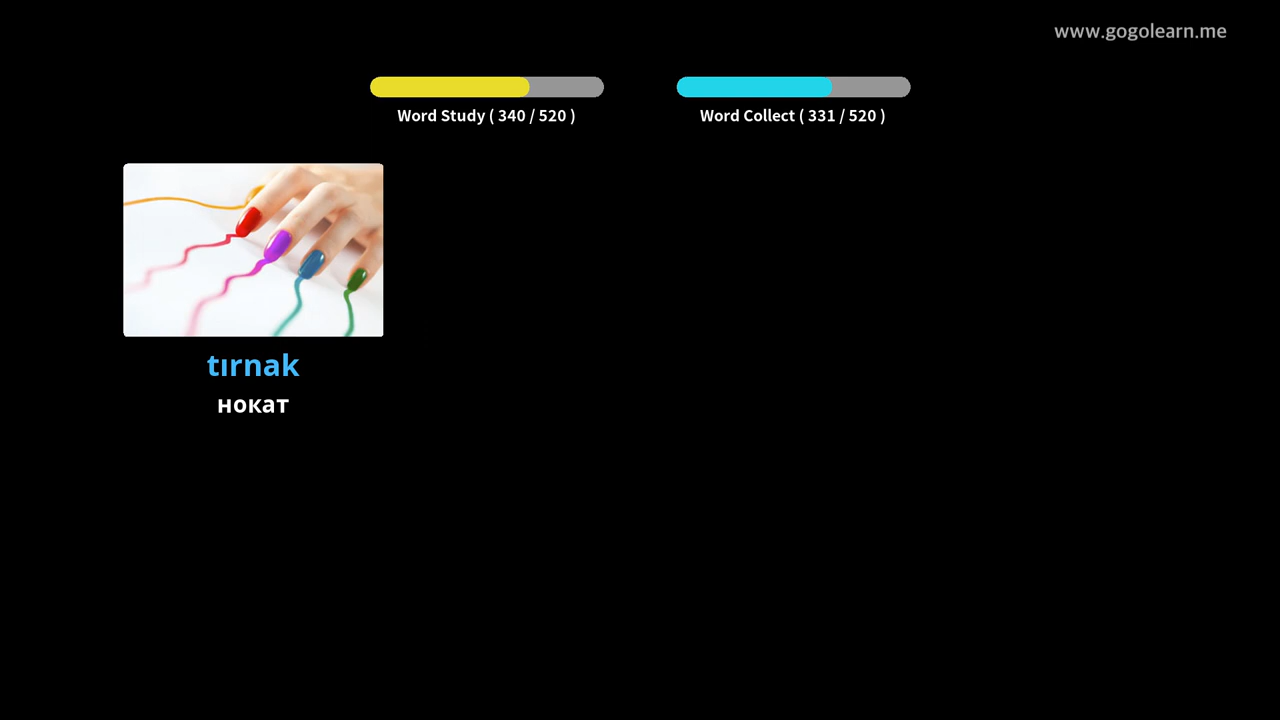 www.gogolearn.me
Word Study ( 340 / 520 )
Word Collect ( 331 / 520 )
tırnak
нокат